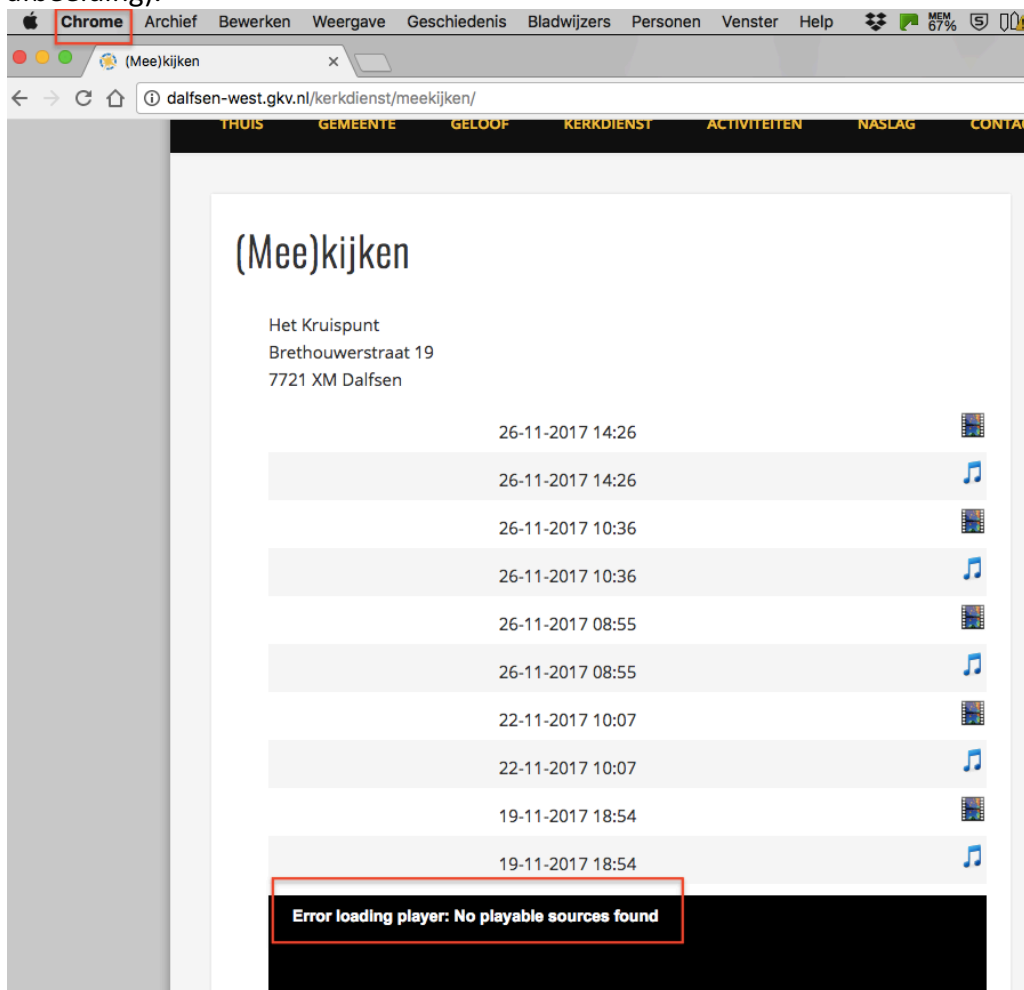 afbeelding).
Chrome Archief Bewerken Weergave Geschiedenis Bladwijzers Personen Venster Help MEM 67% 5
(Mee)kijken ×
dalfsen-west.gkv.nl/kerkdienst/meekijken/
THUIS GEMEENTE GELOOF KERKDIENST ACTIVITEITEN NASLAG CONTA
(Mee)kijken
Het Kruispunt
Brethouwerstraat 19
7721 XM Dalfsen
26-11-2017 14:26
26-11-2017 14:26
26-11-2017 10:36
26-11-2017 10:36
26-11-2017 08:55
26-11-2017 08:55
22-11-2017 10:07
22-11-2017 10:07
19-11-2017 18:54
19-11-2017 18:54
Error loading player: No playable sources found